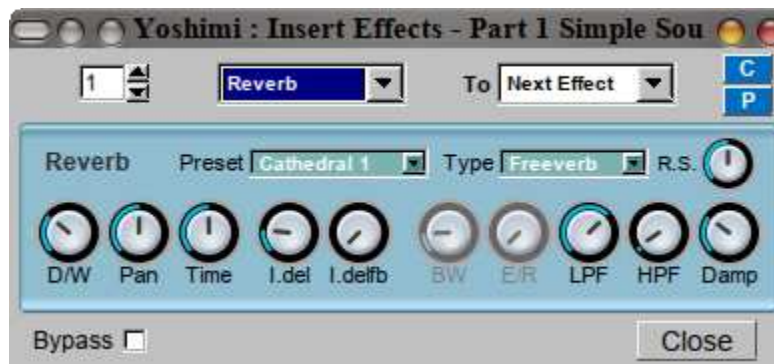 Yoshimi : Insert Effects - Part 1 Simple Sou
1 Reverb To Next Effect C
P
Reverb Preset Cathedral 1 Type Freeverb R.S.
D/W Pan Time I.del I.delfb BW E/R LPF HPF Damp
Bypass Close